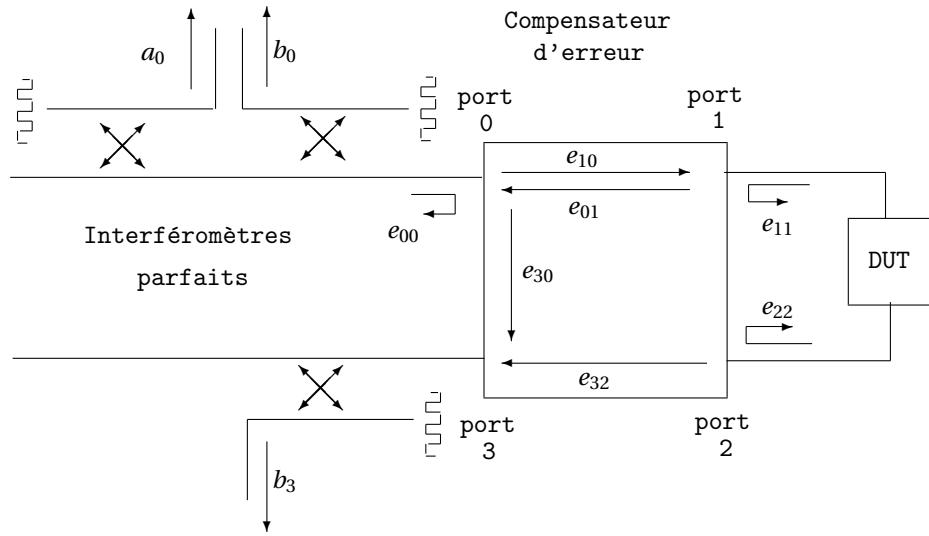 Compensateur
d'erreur
a₀
b₀
port
0
port
1
e₁₀
e₀₁
e₀₀
e₁₁
Interféromètres
parfaits
e₃₀
DUT
e₂₂
e₃₂
port
3
port
2
b₃